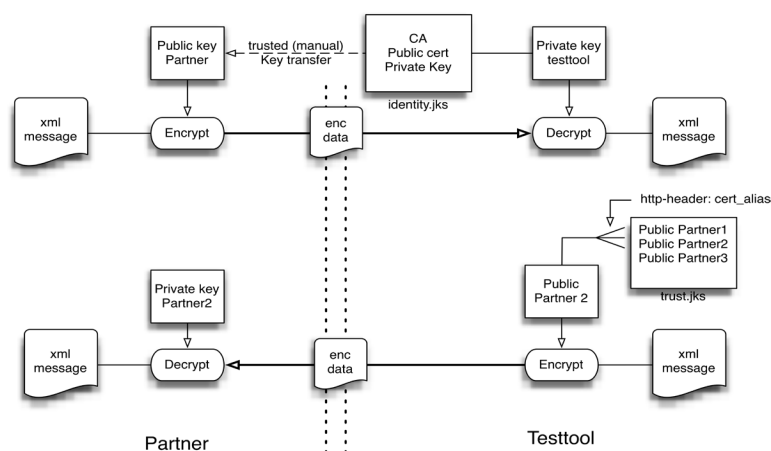 Public key
Partner
trusted (manual)
Key transfer
CA
Public cert
Private Key
identity.jks
Private key
testtool
xml
message
Encrypt
enc
data
Decrypt
xml
message
http-header: cert_alias
Public Partner1
Public Partner2
Public Partner3
trust.jks
Private key
Partner2
Public
Partner 2
xml
message
Decrypt
enc
data
Encrypt
xml
message
Partner
Testtool